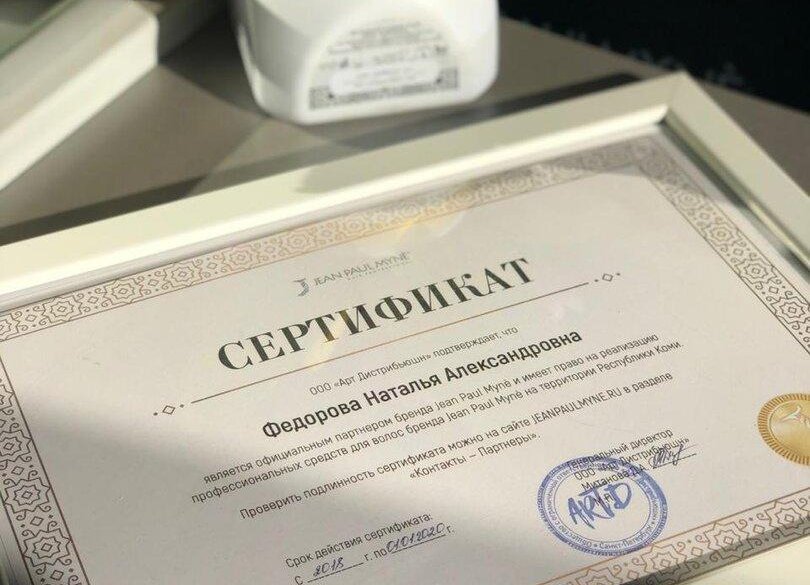 JEAN PAUL MYNÉ
СЕРТИФИКАТ
ООО «Арт Дистрибьюшн» подтверждает, что
Федорова Наталья Александровна
является официальным партнером бренда Jean Paul Myné и имеет право на реализацию
профессиональных средств для волос бренда Jean Paul Myné на территории Республики Коми.
Проверить подлинность сертификата можно на сайте JEANPAULMYNE.RU в разделе
«Контакты – Партнеры».
Генеральный директор
ООО «Арт Дистрибьюшн»
ART-D
Санкт-Петербург
Срок действия сертификата:
С 2018 г. по 01.01.2020 г.